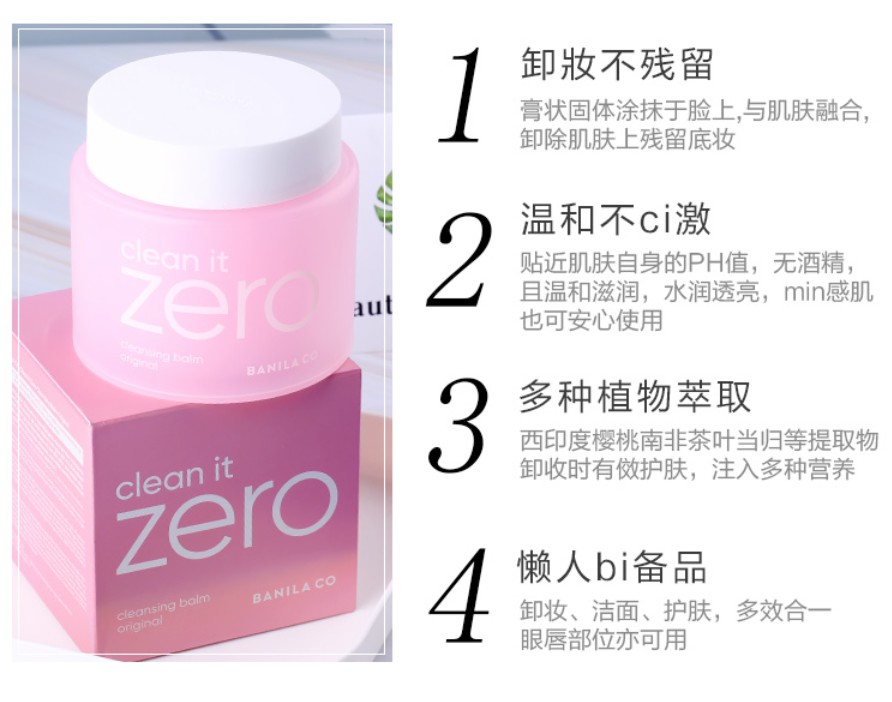 clean it
zero
cleansing balm
original
BANILA CO
clean it
zero
cleansing balm
original
BANILA CO
aut
1
卸妝不残留
膏状固体涂抹于脸上,与肌肤融合,
卸除肌肤上残留底妆
2
温和不ci激
贴近肌肤自身的PH值，无酒精，
且温和滋润，水润透亮，min感肌
也可安心使用
3
多种植物萃取
西印度樱桃南非茶叶当归等提取物
卸收时有做护肤，注入多种营养
4
懒人bi备品
卸妆、洁面、护肤，多效合一
眼唇部位亦可用